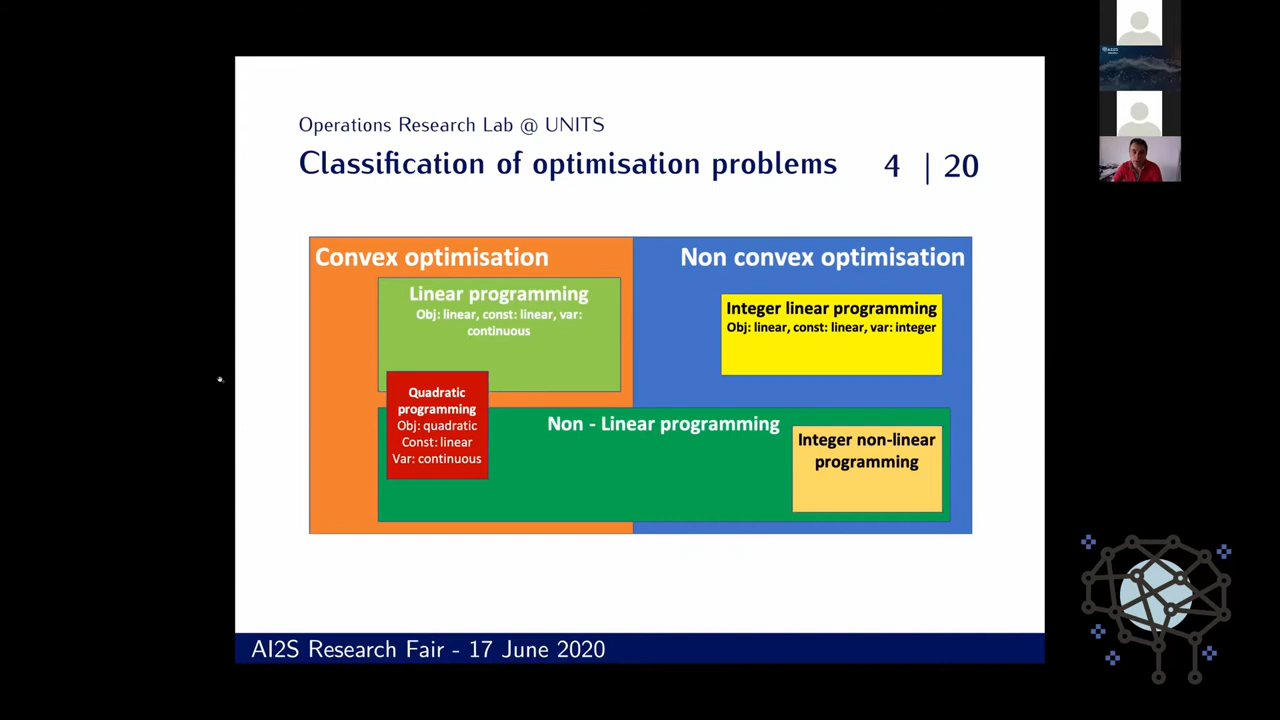 Operations Research Lab @ UNITS
Classification of optimisation problems 4 | 20
Convex optimisation
Non convex optimisation
Linear programming
Obj: linear, const: linear, var:
continuous
Integer linear programming
Obj: linear, const: linear, var: integer
Quadratic
programming
Obj: quadratic
Const: linear
Var: continuous
Non - Linear programming
Integer non-linear
programming
AI2S Research Fair - 17 June 2020
AI2S